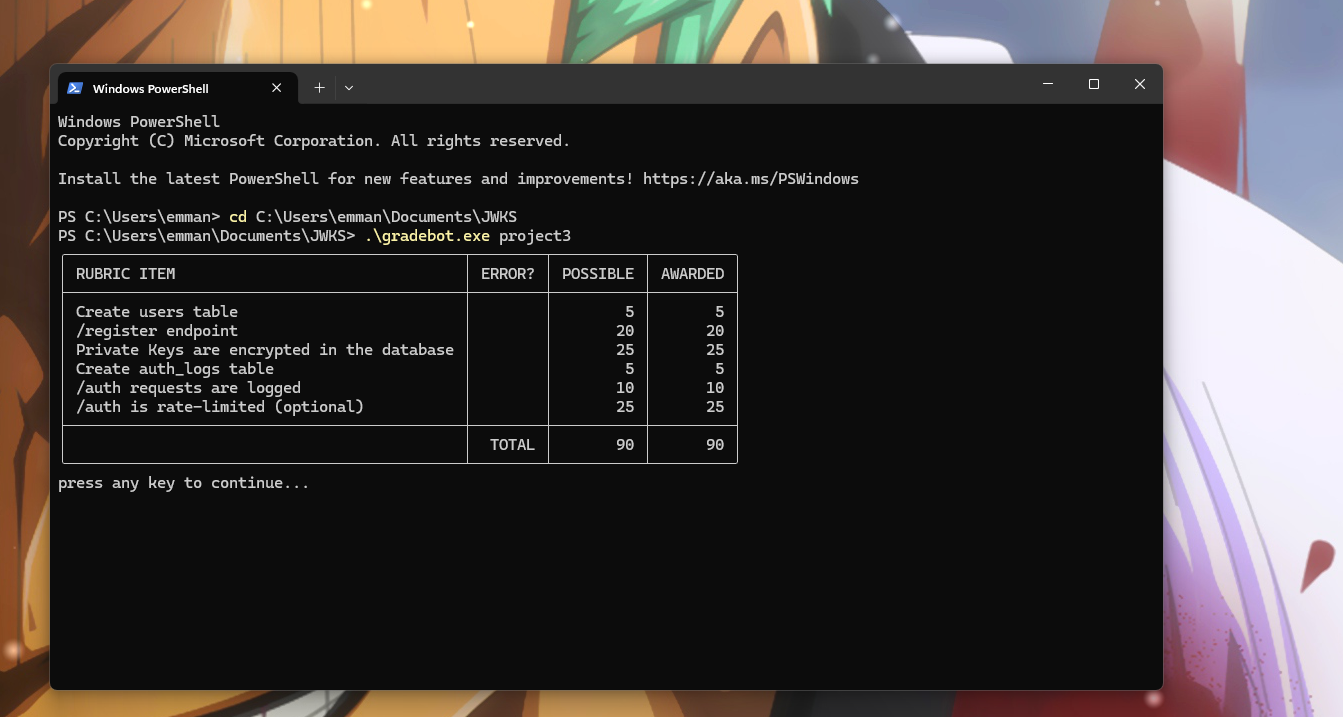 Windows PowerShell
Windows PowerShell
Copyright (C) Microsoft Corporation. All rights reserved.
Install the latest PowerShell for new features and improvements! https://aka.ms/PSWindows
PS C:\Users\emman> cd C:\Users\emman\Documents\JWKS
PS C:\Users\emman\Documents\JWKS> .\gradebot.exe project3
RUBRIC ITEM ERROR? POSSIBLE AWARDED
Create users table 5 5
/register endpoint 20 20
Private Keys are encrypted in the database 25 25
Create auth_logs table 5 5
/auth requests are logged 10 10
/auth is rate-limited (optional) 25 25
TOTAL 90 90
press any key to continue...